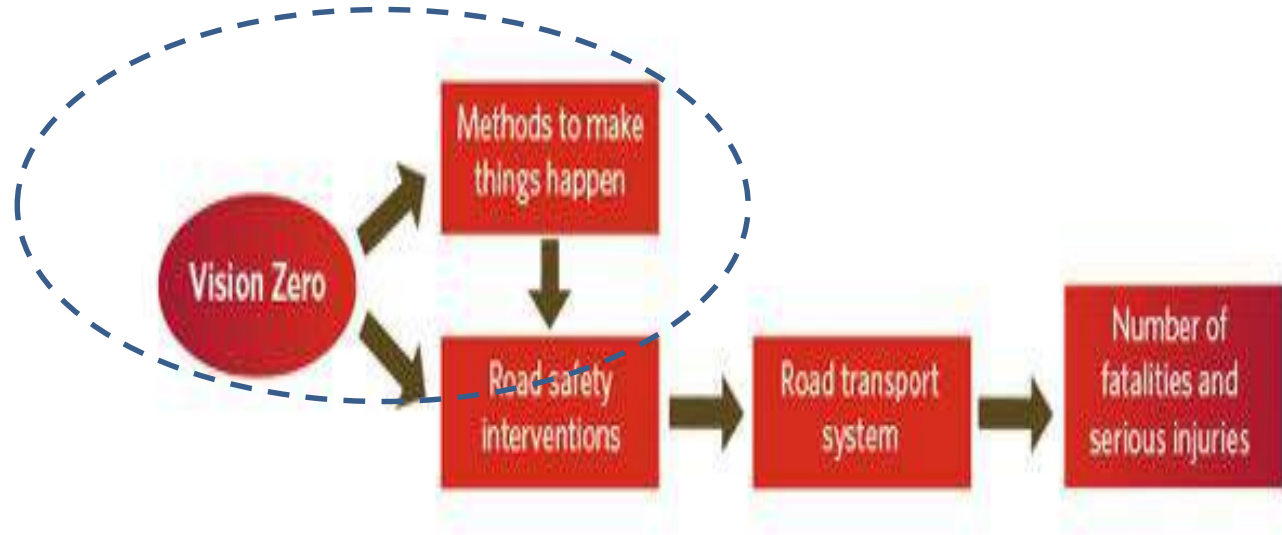 Vision Zero
Methods to make
things happen
Road safety
interventions
Road transport
system
Number of
fatalities and
serious injuries